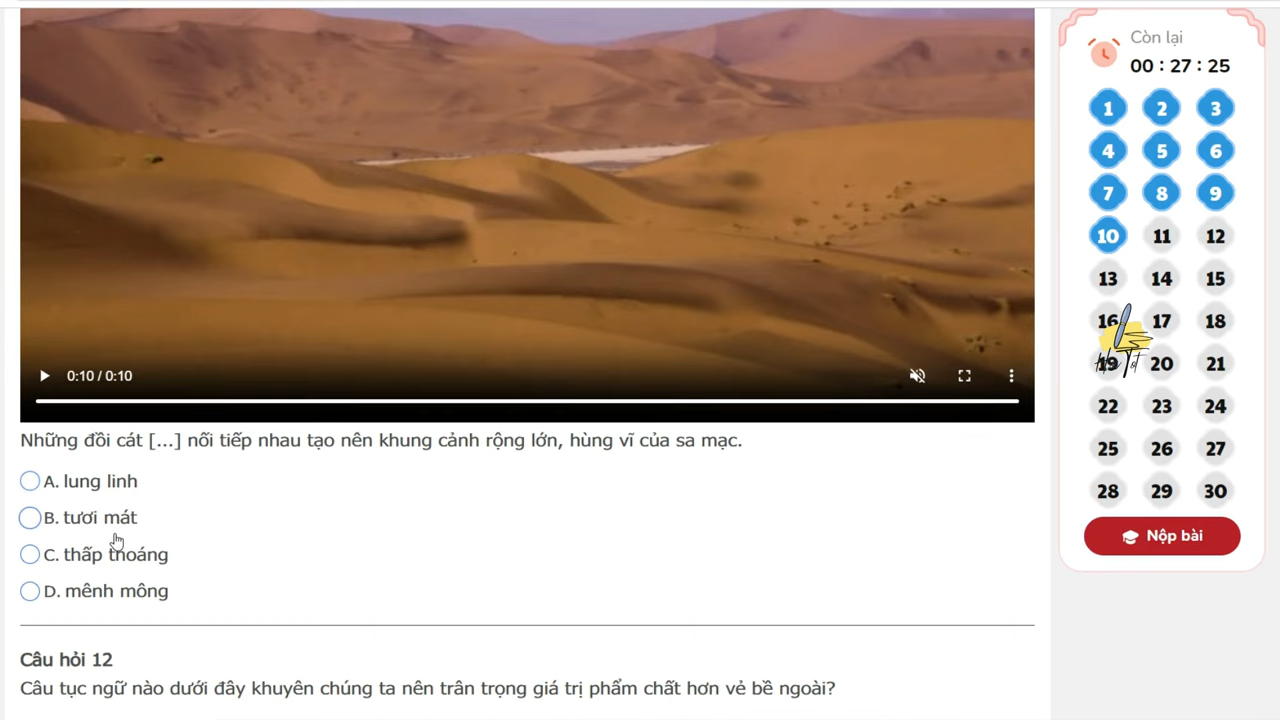 Còn lại
00 : 27 : 25
1 2 3
4 5 6
7 8 9
10 11 12
13 14 15
16 17 18
19 20 21
22 23 24
25 26 27
28 29 30
Nộp bài
0:10 / 0:10
Những đồi cát [...] nối tiếp nhau tạo nên khung cảnh rộng lớn, hùng vĩ của sa mạc.
A. lung linh
B. tươi mát
C. thấp thoáng
D. mênh mông
Câu hỏi 12
Câu tục ngữ nào dưới đây khuyên chúng ta nên trân trọng giá trị phẩm chất hơn vẻ bề ngoài?